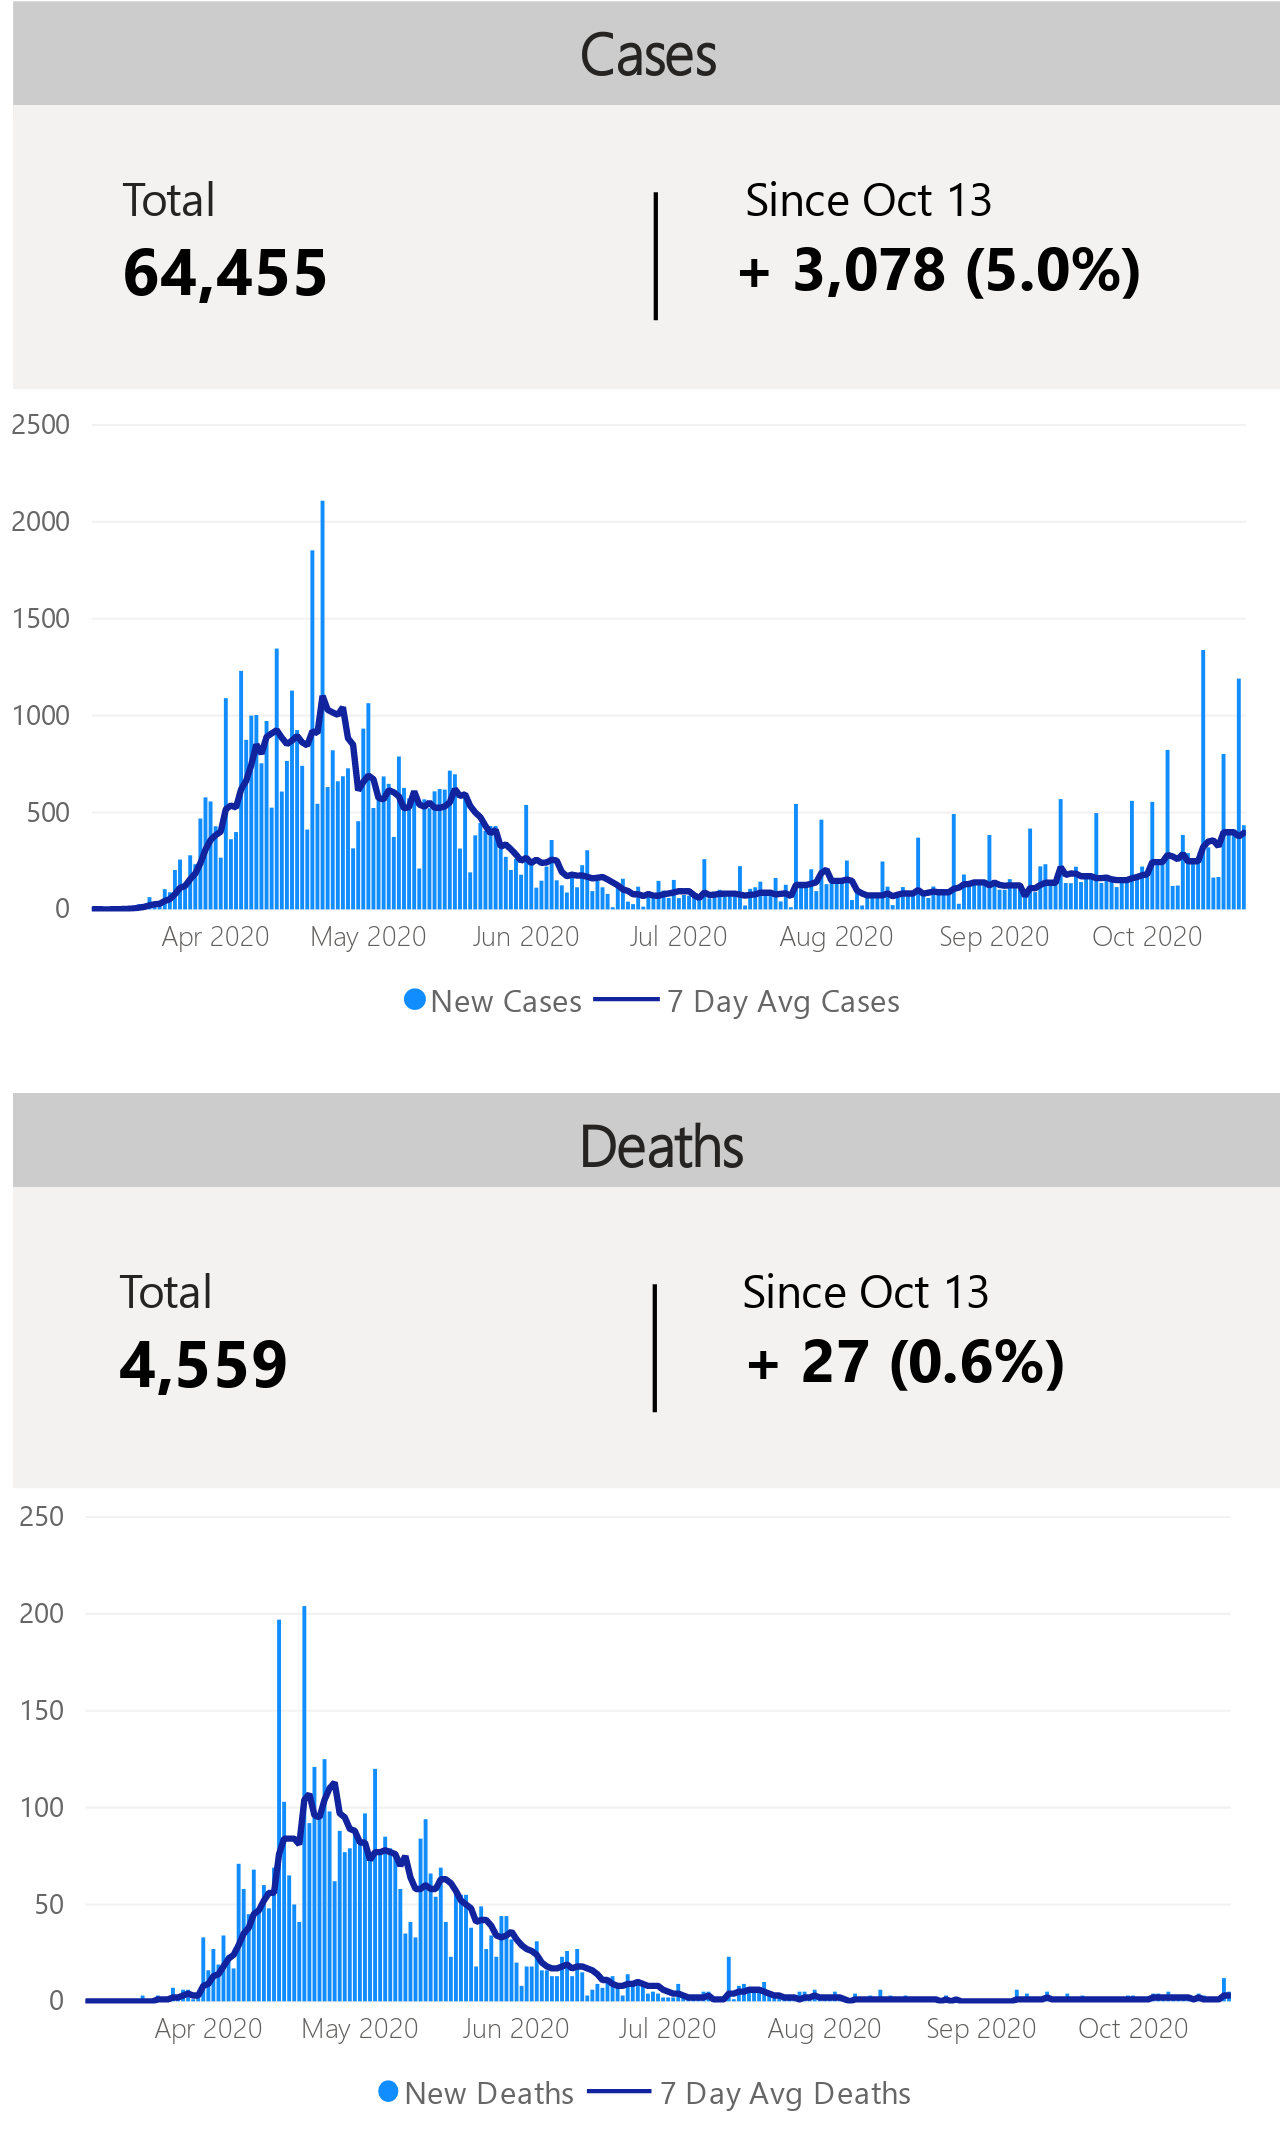 Cases
Total
Since Oct 13
64,455
+ 3,078 (5.0%)
2500
2000
1500
1000
500
0
Apr 2020 May 2020 Jun 2020 Jul 2020 Aug 2020 Sep 2020 Oct 2020
New Cases 7 Day Avg Cases
Deaths
Total
Since Oct 13
4,559
+ 27 (0.6%)
250
200
150
100
50
0
Apr 2020 May 2020 Jun 2020 Jul 2020 Aug 2020 Sep 2020 Oct 2020
New Deaths 7 Day Avg Deaths